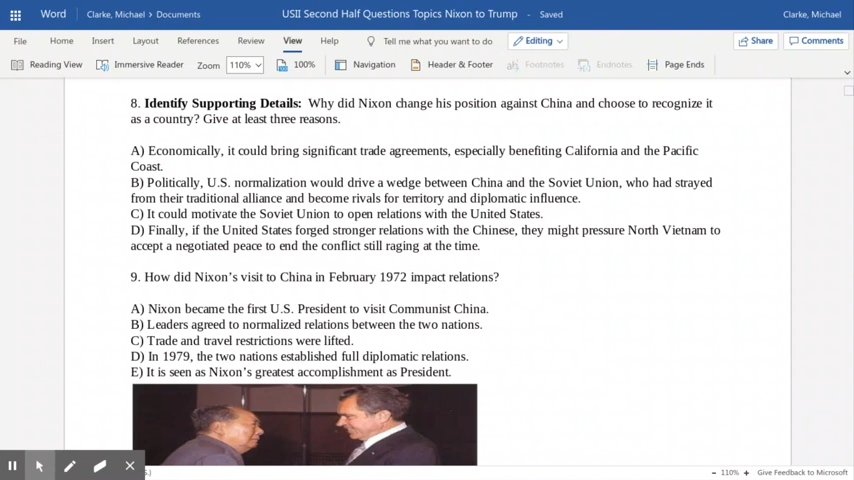 Word Clarke, Michael > Documents USII Second Half Questions Topics Nixon to Trump - Saved Clarke, Michael
File Home Insert Layout References Review View Help Tell me what you want to do Editing Share Comments
Reading View Immersive Reader Zoom 110% 100% Navigation Header & Footer Footnotes Endnotes Page Ends
8. Identify Supporting Details: Why did Nixon change his position against China and choose to recognize it
as a country? Give at least three reasons.
A) Economically, it could bring significant trade agreements, especially benefiting California and the Pacific
Coast.
B) Politically, U.S. normalization would drive a wedge between China and the Soviet Union, who had strayed
from their traditional alliance and become rivals for territory and diplomatic influence.
C) It could motivate the Soviet Union to open relations with the United States.
D) Finally, if the United States forged stronger relations with the Chinese, they might pressure North Vietnam to
accept a negotiated peace to end the conflict still raging at the time.
9. How did Nixon's visit to China in February 1972 impact relations?
A) Nixon became the first U.S. President to visit Communist China.
B) Leaders agreed to normalized relations between the two nations.
C) Trade and travel restrictions were lifted.
D) In 1979, the two nations established full diplomatic relations.
E) It is seen as Nixon's greatest accomplishment as President.
- 110% + Give Feedback to Microsoft